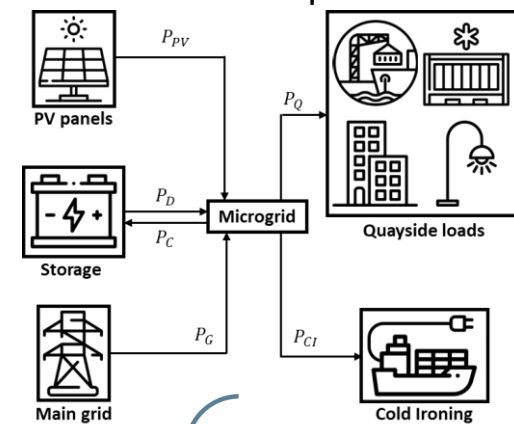 P_PV
PV panels
P_Q
Quayside loads
P_D
P_C
Microgrid
Storage
P_G
P_CI
Main grid
Cold Ironing